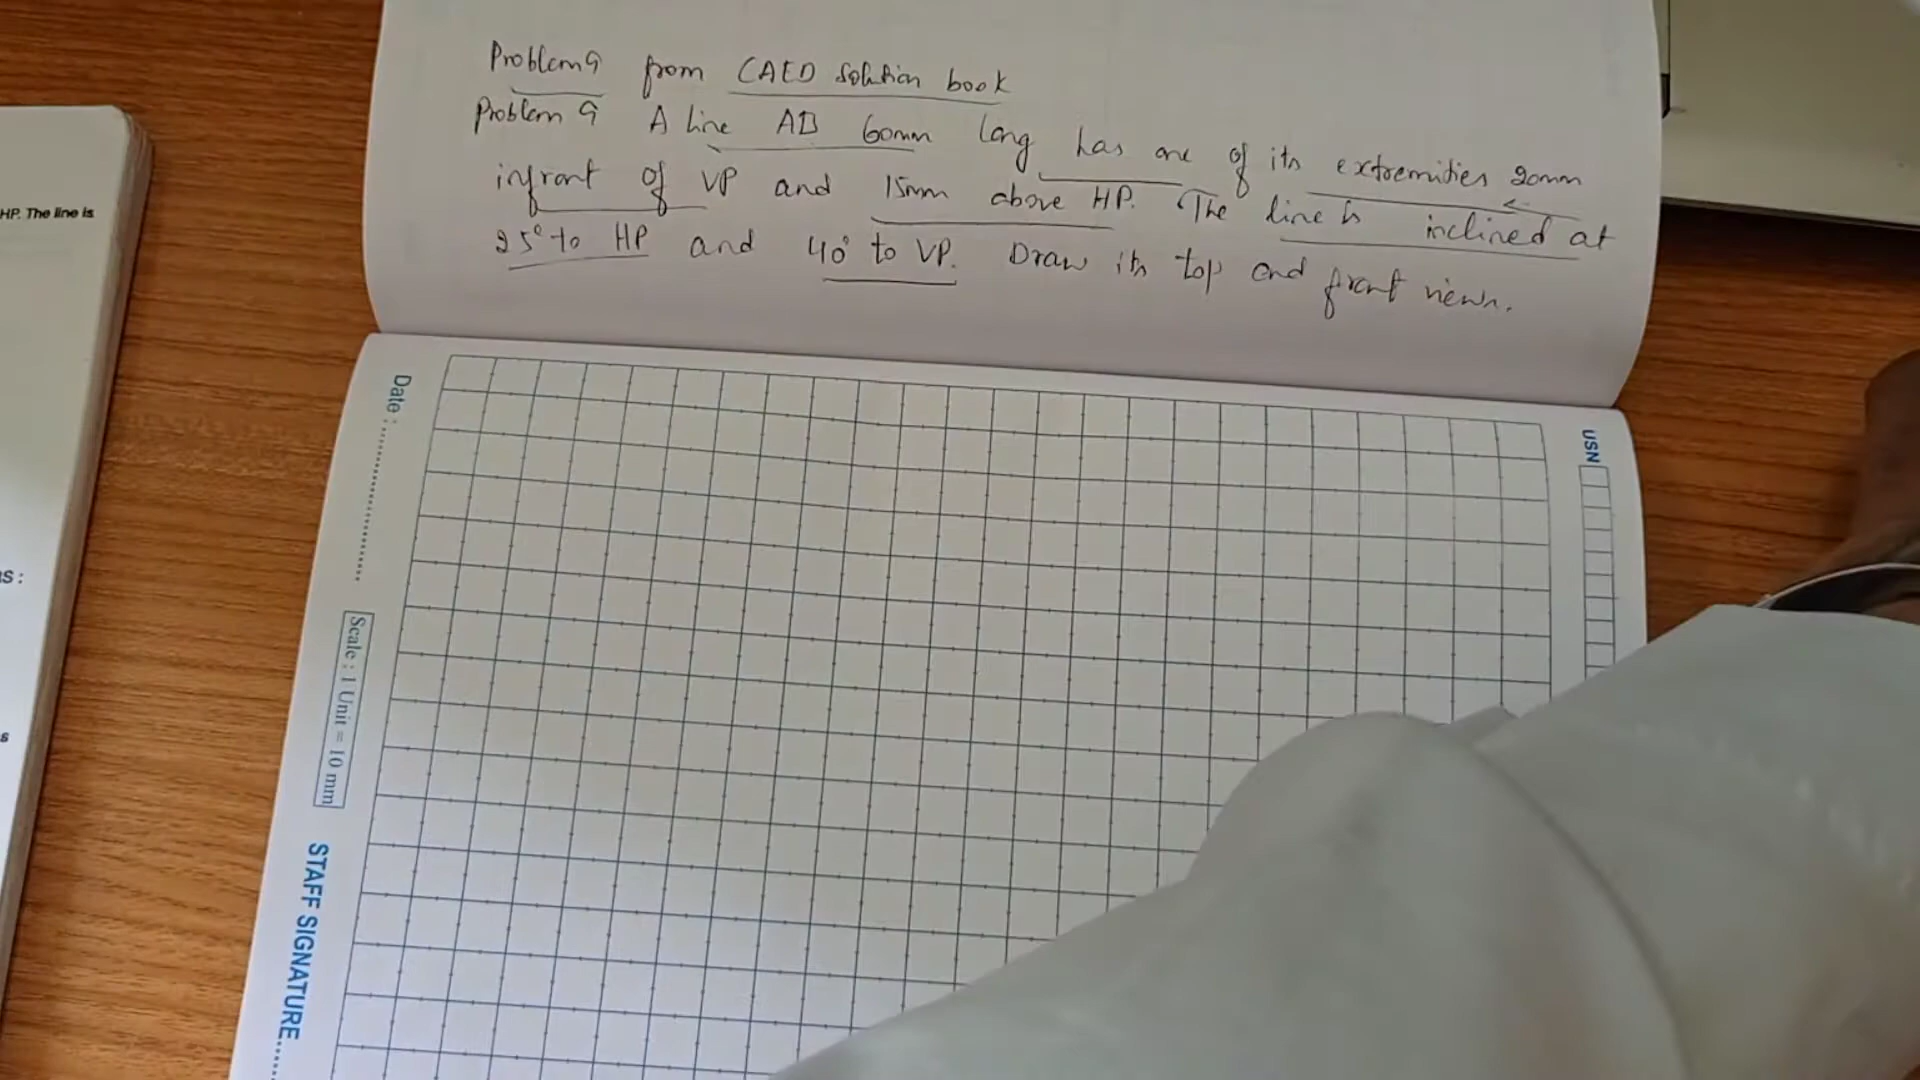 Problem 9 from CAED solution book
Problem 9 A line AB 60mm long has one of its extremities 20mm
infront of VP and 15mm above HP. The line is inclined at
25° to HP and 40° to VP. Draw its top and front views.
HP. The line is
s :
s
Date : ..............................
USN
Scale : 1 Unit = 10 mm
STAFF SIGNATURE.....